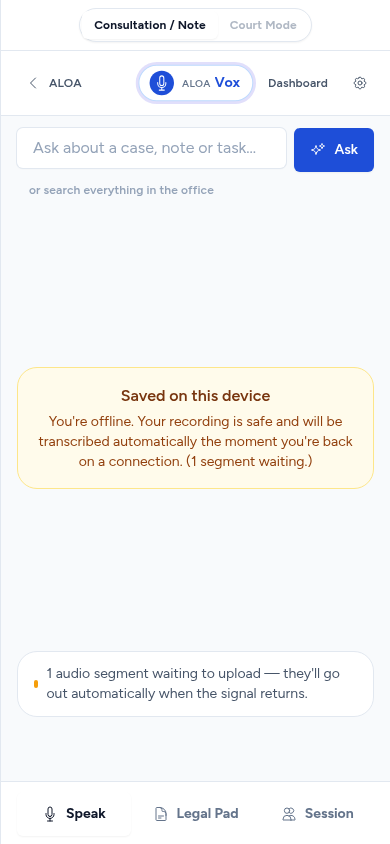 Consultation / Note Court Mode
ALOA ALOA Vox Dashboard
Ask about a case, note or task... Ask
or search everything in the office
Saved on this device
You're offline. Your recording is safe and will be
transcribed automatically the moment you're back
on a connection. (1 segment waiting.)
1 audio segment waiting to upload — they'll go
out automatically when the signal returns.
Speak Legal Pad Session